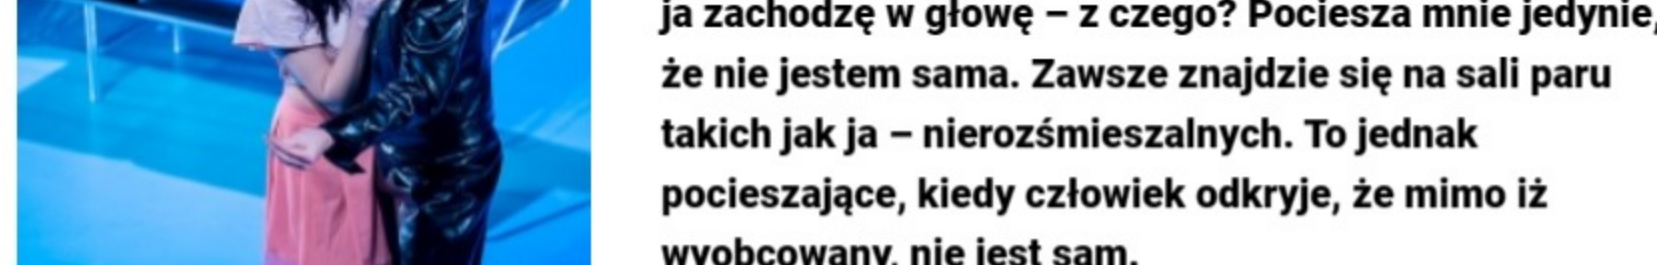 ja zachodzę w głowę – z czego? Pociesza mnie jedynie,
że nie jestem sama. Zawsze znajdzie się na sali paru
takich jak ja – nierozśmieszalnych. To jednak
pocieszające, kiedy człowiek odkryje, że mimo iż
wyobcowany, nie jest sam.